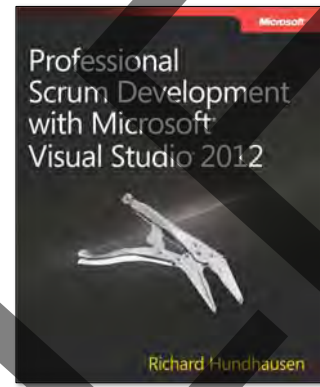 Microsoft
Professional
Scrum Development
with Microsoft
Visual Studio 2012
Richard Hundhausen